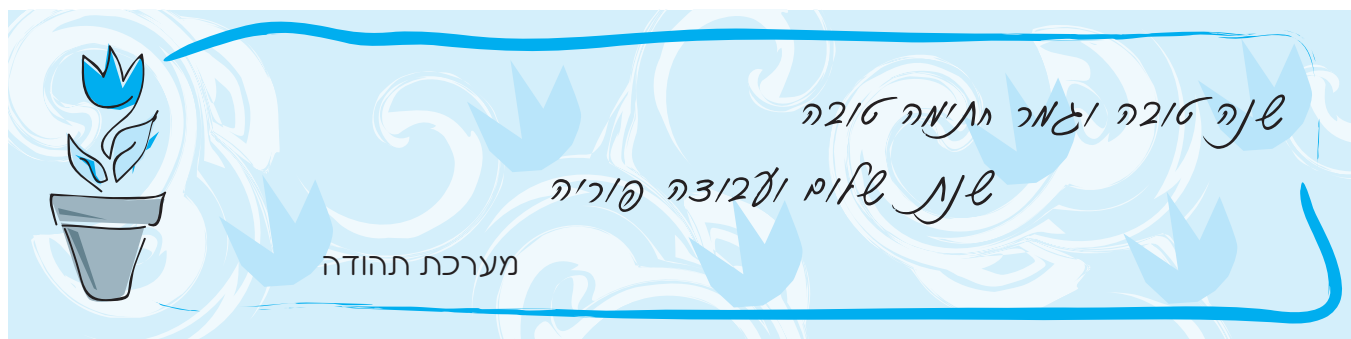 שנה טובה וגמר חתימה טובה
שנת שלום ועבודה פוריה
מערכת תהודה